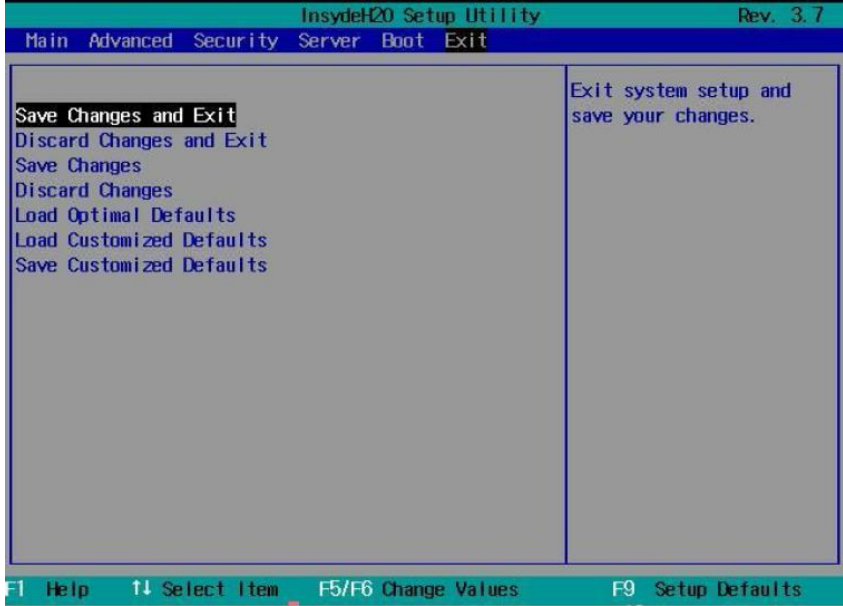 InsydeH2O Setup Utility Rev. 3.7
Main Advanced Security Server Boot Exit
Exit system setup and
save your changes.
Save Changes and Exit
Discard Changes and Exit
Save Changes
Discard Changes
Load Optimal Defaults
Load Customized Defaults
Save Customized Defaults
F1 Help ↑↓ Select Item F5/F6 Change Values F9 Setup Defaults